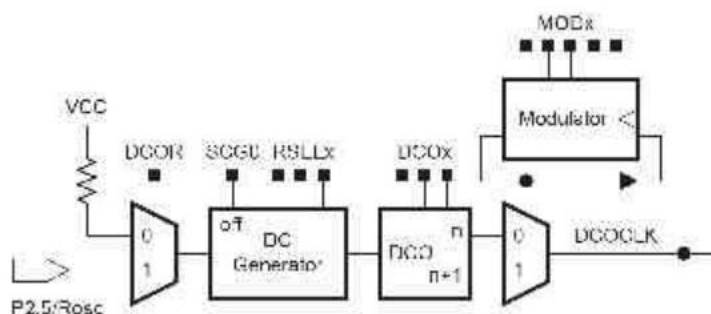 MODx
VCC
Modulator
DCOR
SCG0
RSELx
DCOx
off
n
0
DC
0
DCOCLK
1
Generator
DCO
1
n+1
P2.5/Rosc